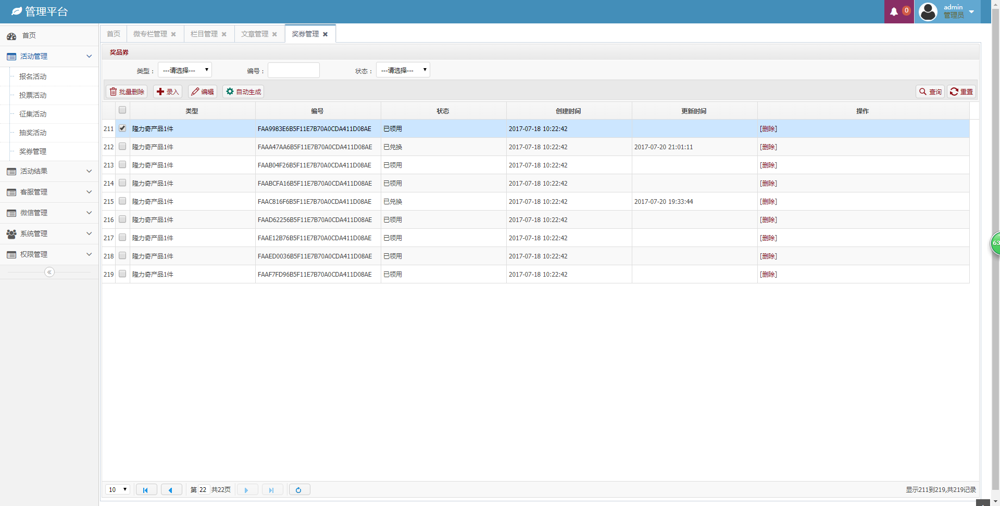 管理平台
0
admin
管理员
首页
活动管理
报名活动
投票活动
征集活动
抽奖活动
奖券管理
活动结果
客服管理
微信管理
系统管理
权限管理
首页 微专栏管理 栏目管理 文章管理 奖券管理
奖品券
类型： ---请选择--- 编号： 状态： ---请选择---
批量删除 录入 编辑 自动生成 查询 重置
类型 编号 状态 创建时间 更新时间 操作
211 隆力奇产品1件 FAA9983E6B5F11E7B70A0CDA411D08AE 已领用 2017-07-18 10:22:42 [删除]
212 隆力奇产品1件 FAAA47AA6B5F11E7B70A0CDA411D08AE 已兑换 2017-07-18 10:22:42 2017-07-20 21:01:11 [删除]
213 隆力奇产品1件 FAAB04F26B5F11E7B70A0CDA411D08AE 已领用 2017-07-18 10:22:42 [删除]
214 隆力奇产品1件 FAABCFA16B5F11E7B70A0CDA411D08AE 已领用 2017-07-18 10:22:42 [删除]
215 隆力奇产品1件 FAAC816F6B5F11E7B70A0CDA411D08AE 已兑换 2017-07-18 10:22:42 2017-07-20 19:33:44 [删除]
216 隆力奇产品1件 FAAD62256B5F11E7B70A0CDA411D08AE 已领用 2017-07-18 10:22:42 [删除]
217 隆力奇产品1件 FAAE12B76B5F11E7B70A0CDA411D08AE 已领用 2017-07-18 10:22:42 [删除]
218 隆力奇产品1件 FAAED0036B5F11E7B70A0CDA411D08AE 已领用 2017-07-18 10:22:42 [删除]
219 隆力奇产品1件 FAAF7FD96B5F11E7B70A0CDA411D08AE 已领用 2017-07-18 10:22:42 [删除]
63
10 第 22 共22页 显示211到219,共219记录